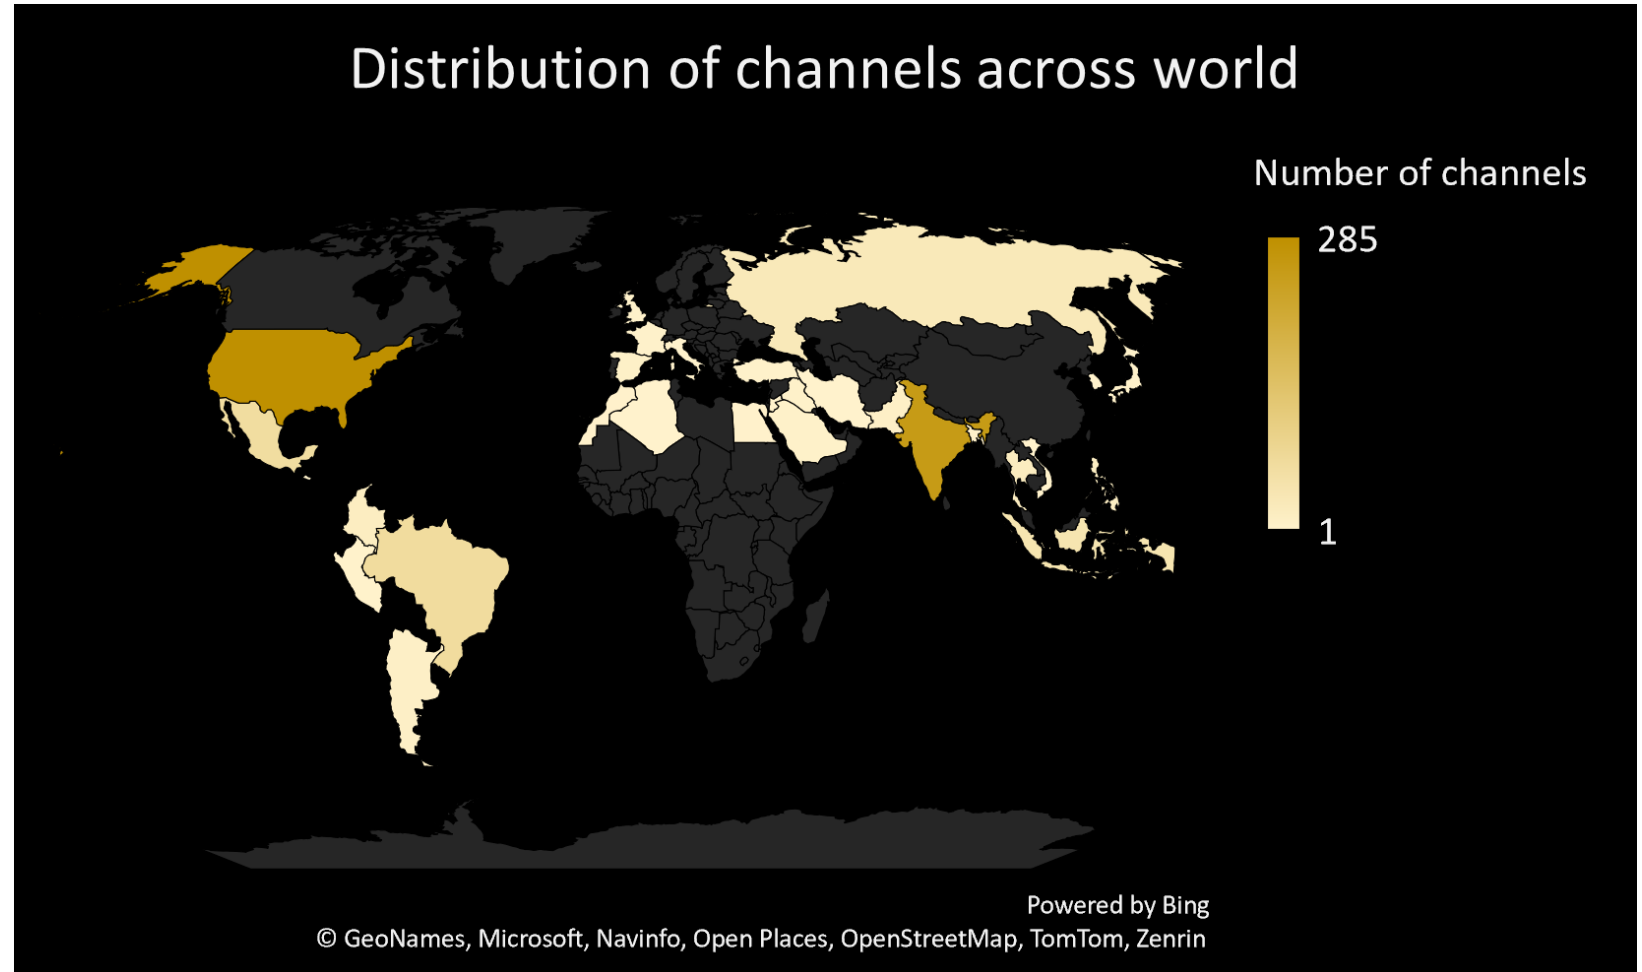 Distribution of channels across world
Number of channels
285
1
Powered by Bing
© GeoNames, Microsoft, Navinfo, Open Places, OpenStreetMap, TomTom, Zenrin